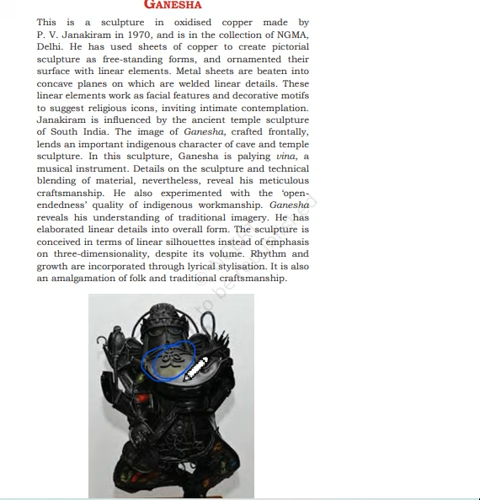 GANESHA
This is a sculpture in oxidised copper made by
P. V. Janakiram in 1970, and is in the collection of NGMA,
Delhi. He has used sheets of copper to create pictorial
sculpture as free-standing forms, and ornamented their
surface with linear elements. Metal sheets are beaten into
concave planes on which are welded linear details. These
linear elements work as facial features and decorative motifs
to suggest religious icons, inviting intimate contemplation.
Janakiram is influenced by the ancient temple sculpture
of South India. The image of Ganesha, crafted frontally,
lends an important indigenous character of cave and temple
sculpture. In this sculpture, Ganesha is palying vina, a
musical instrument. Details on the sculpture and technical
blending of material, nevertheless, reveal his meticulous
craftsmanship. He also experimented with the 'open-
endedness' quality of indigenous workmanship. Ganesha
reveals his understanding of traditional imagery. He has
elaborated linear details into overall form. The sculpture is
conceived in terms of linear silhouettes instead of emphasis
on three-dimensionality, despite its volume. Rhythm and
growth are incorporated through lyrical stylisation. It is also
an amalgamation of folk and traditional craftsmanship.
to be